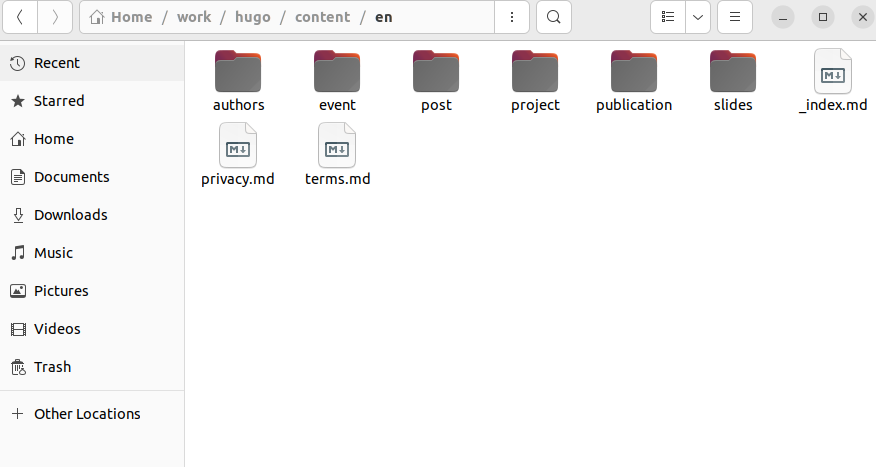 Home / work / hugo / content / en
Recent
Starred
Home
Documents
Downloads
Music
Pictures
Videos
Trash
Other Locations
authors event post project publication slides _index.md
M
privacy.md terms.md
M M